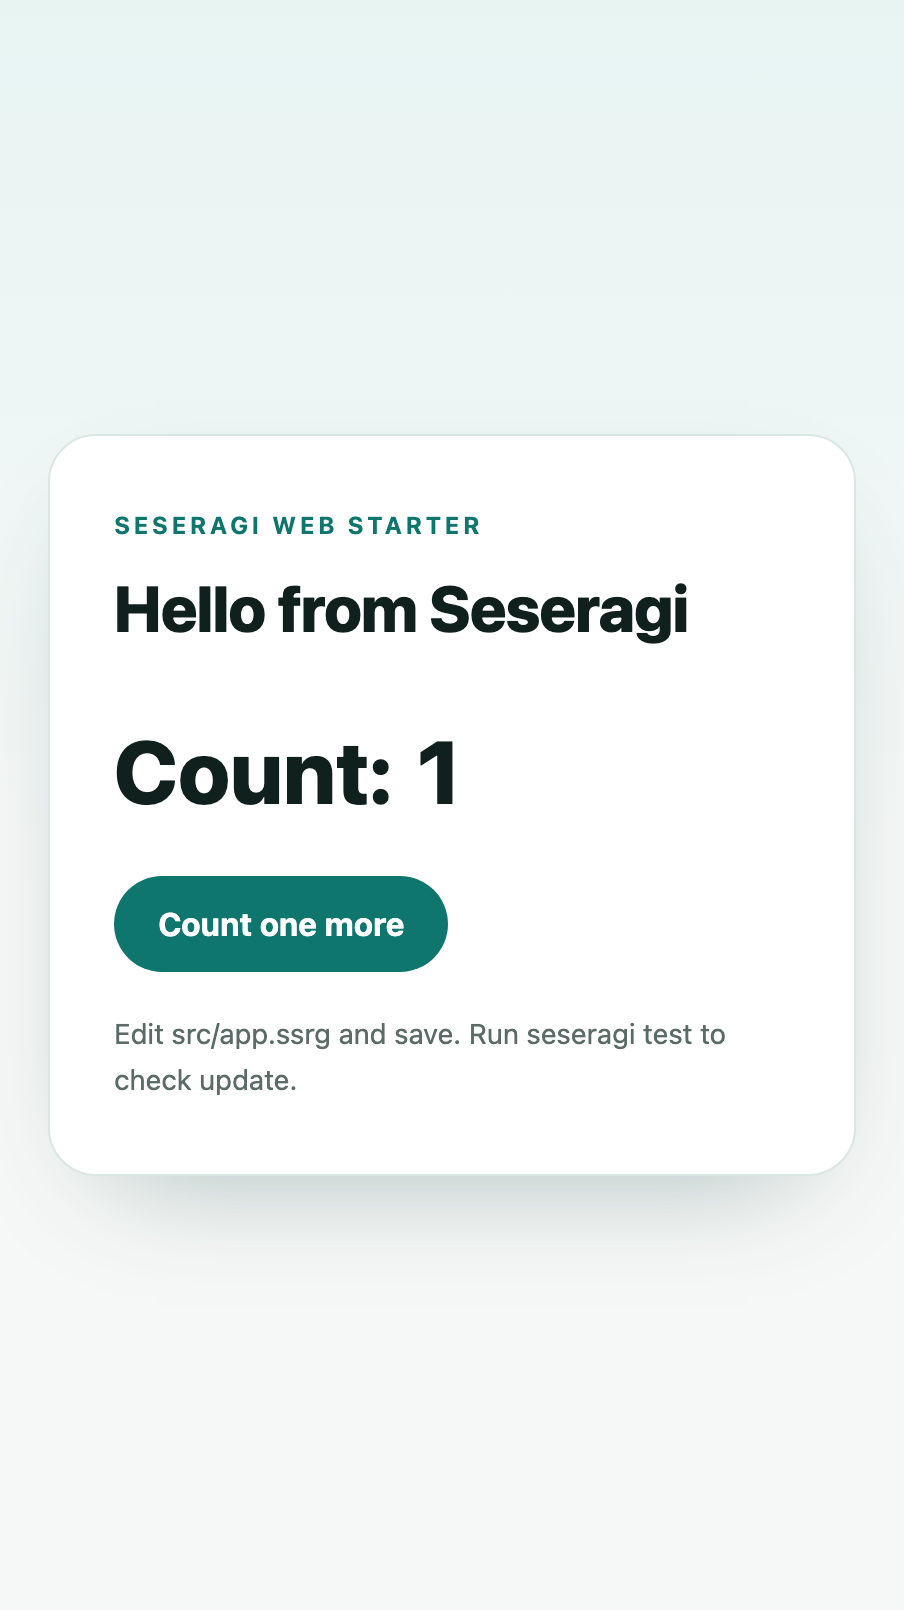 SESERAGI WEB STARTER
Hello from Seseragi
Count: 1
Count one more
Edit src/app.ssrg and save. Run seseragi test to
check update.